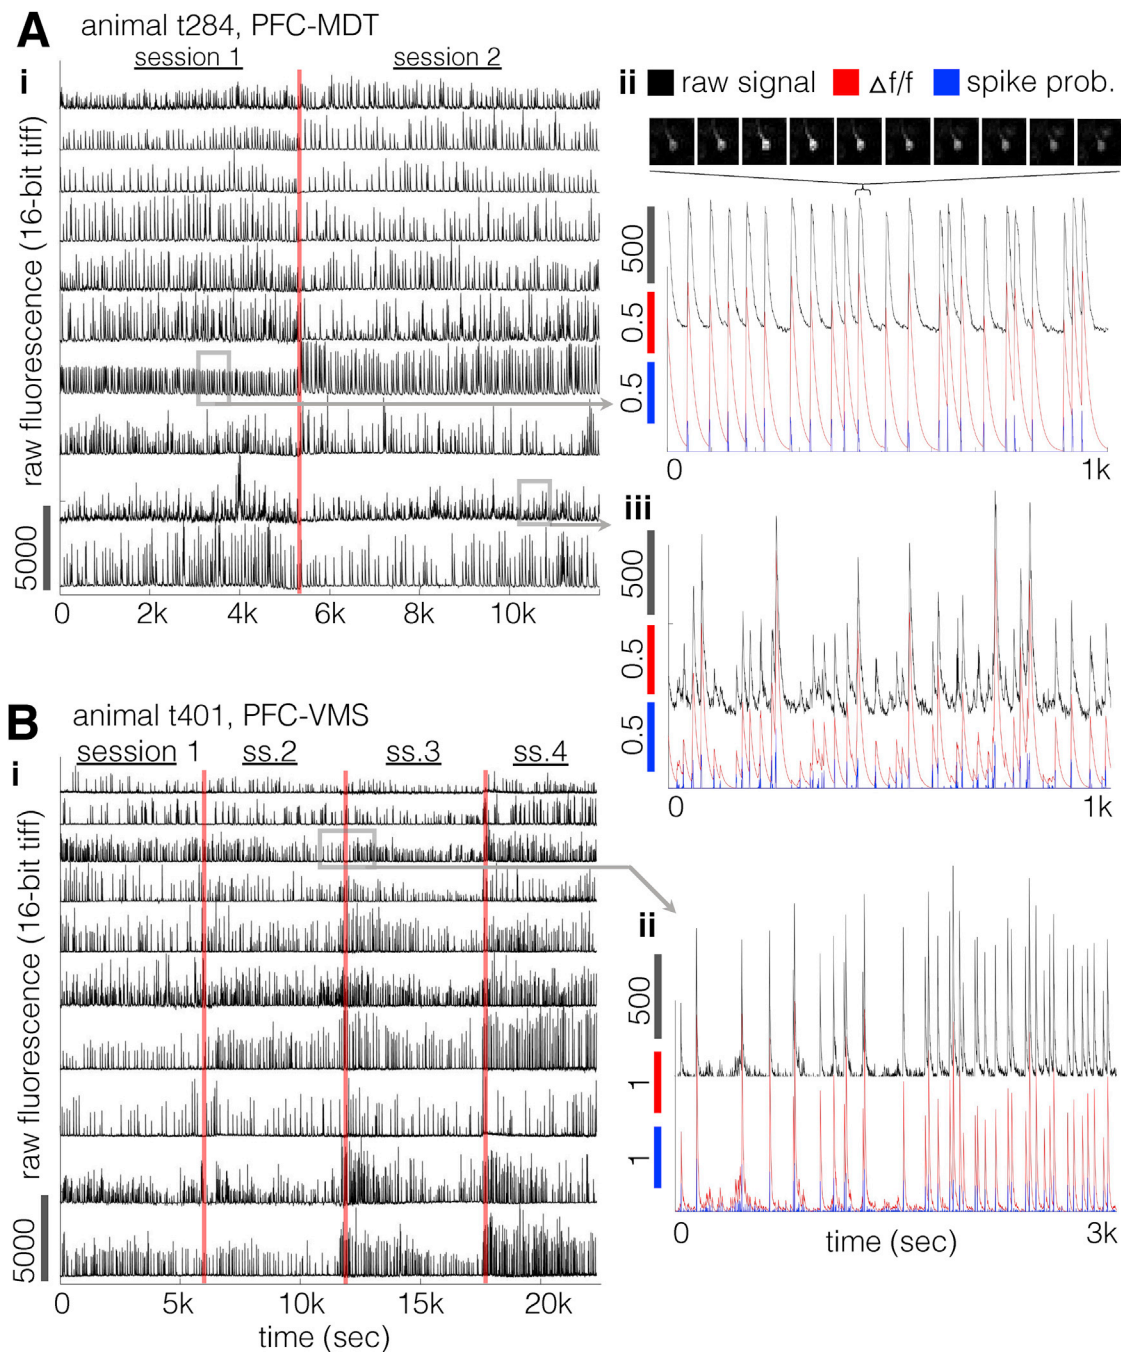 A animal t284, PFC-MDT
session 1 session 2
i
raw fluorescence (16-bit tiff)
5000
0 2k 4k 6k 8k 10k
ii raw signal Δf/f spike prob.
500
0.5
0.5
0 1k
iii
500
0.5
0.5
0 1k
B animal t401, PFC-VMS
session 1 ss.2 ss.3 ss.4
i
raw fluorescence (16-bit tiff)
5000
0 5k 10k 15k 20k
time (sec)
ii
500
1
1
0 time (sec) 3k